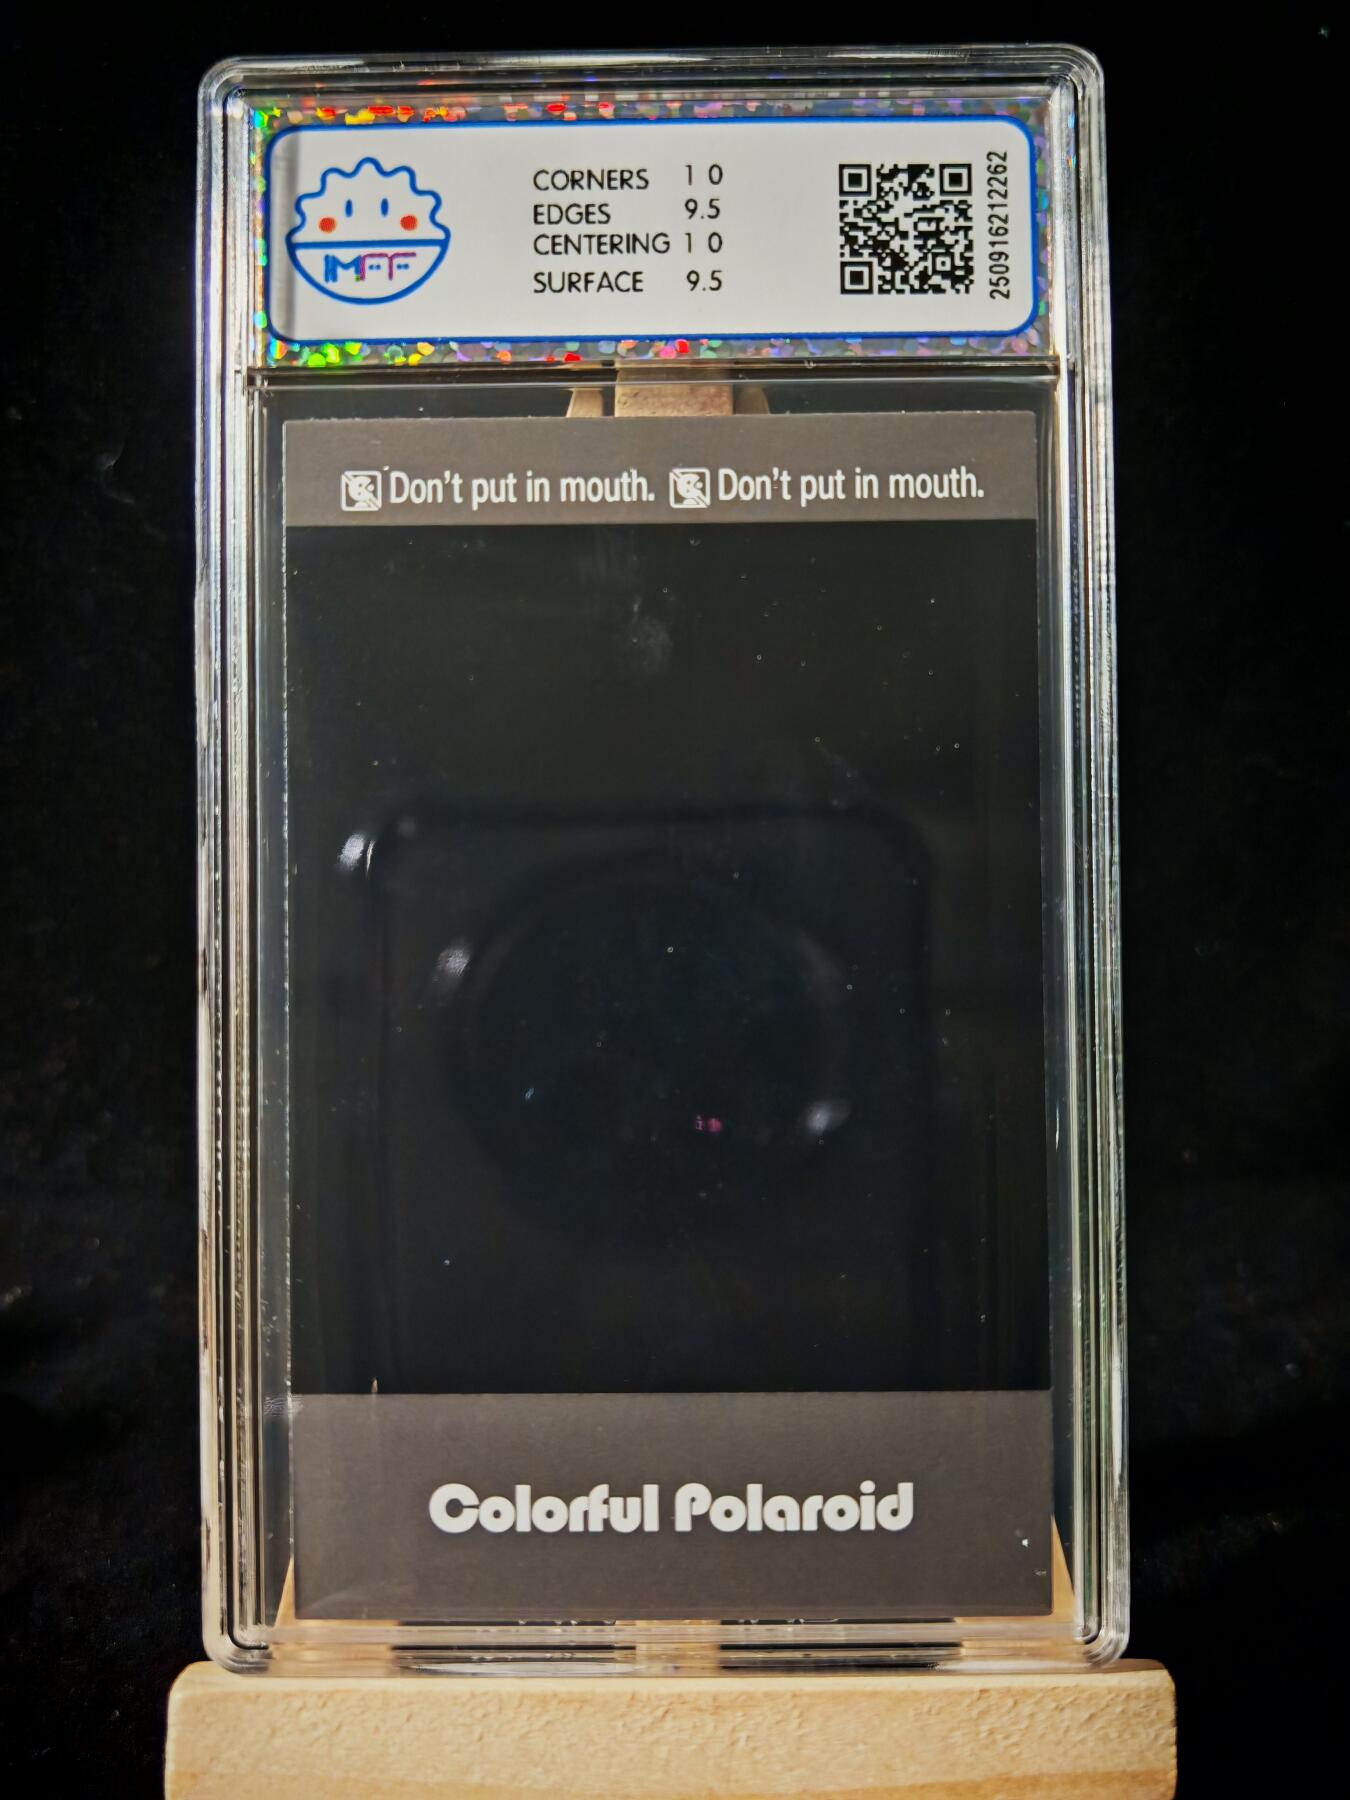 IMFF
CORNERS 10
EDGES 9.5
CENTERING 10
SURFACE 9.5
250916212262
Don't put in mouth. Don't put in mouth.
Colorful Polaroid